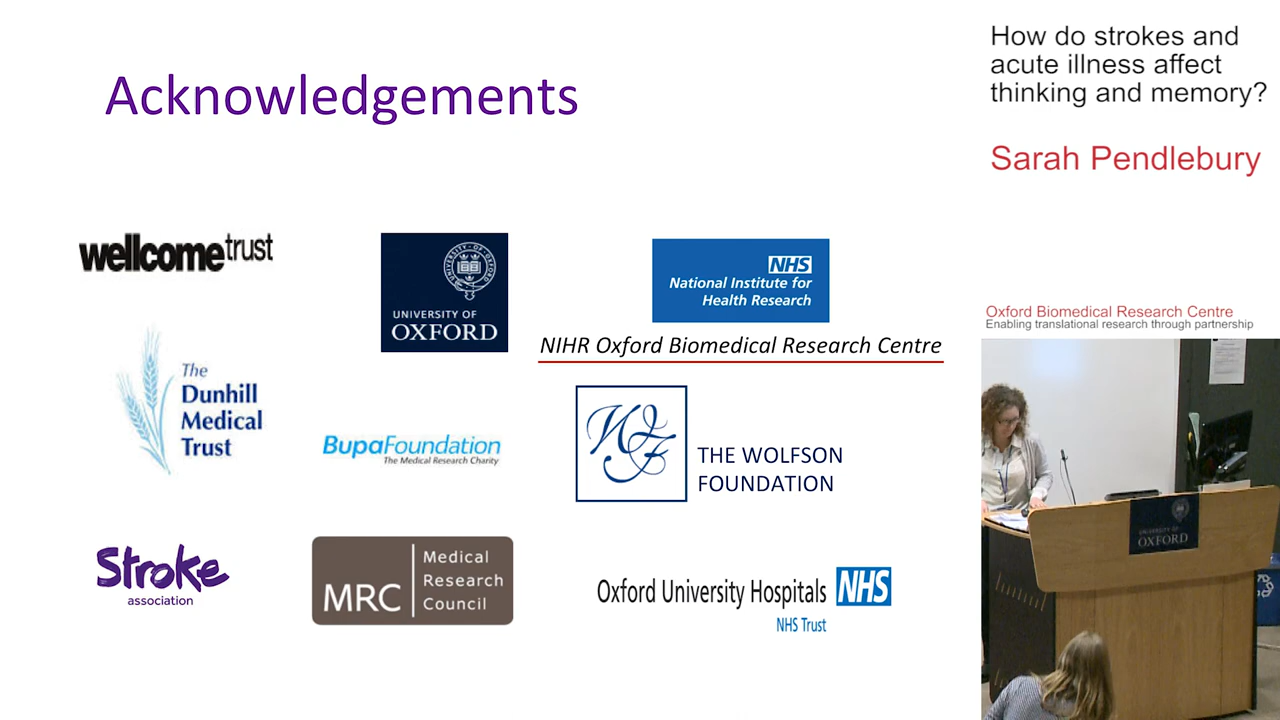 Acknowledgements
wellcometrust
UNIVERSITY OF
OXFORD
NHS
National Institute for
Health Research
NIHR Oxford Biomedical Research Centre
The
Dunhill
Medical
Trust
BupaFoundation
The Medical Research Charity
THE WOLFSON
FOUNDATION
WF
Stroke
association
MRC
Medical
Research
Council
Oxford University Hospitals NHS
NHS Trust
How do strokes and
acute illness affect
thinking and memory?
Sarah Pendlebury
Oxford Biomedical Research Centre
Enabling translational research through partnership
UNIVERSITY OF
OXFORD